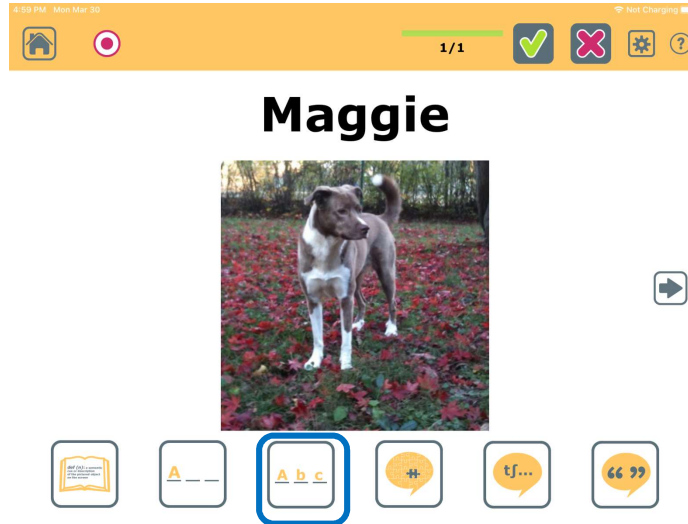 4:59 PM Mon Mar 30
Not Charging
1/1
Maggie
A _ _
A b c
tʃ...
“ ”